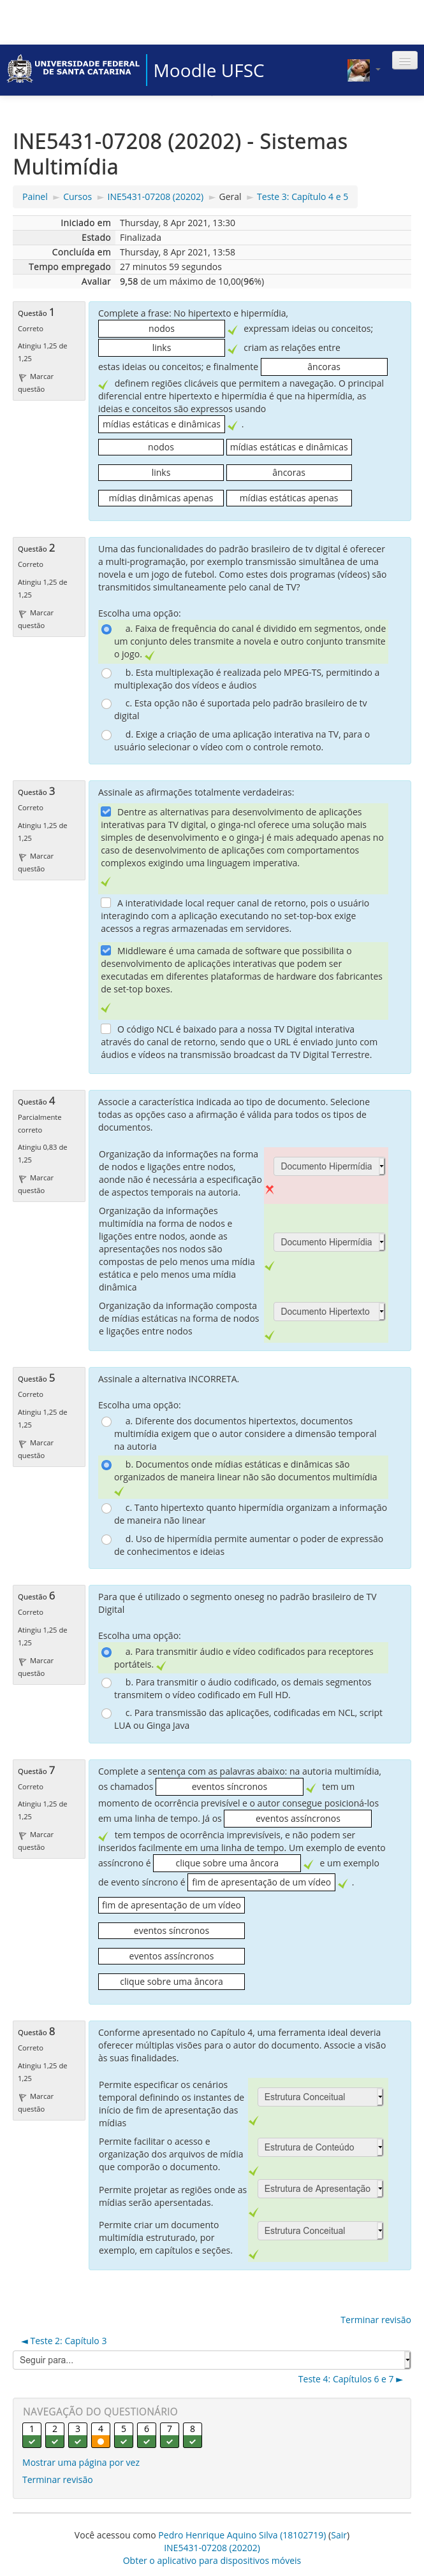 UNIVERSIDADE FEDERAL
DE SANTA CATARINA
Moodle UFSC
INE5431-07208 (20202) - Sistemas
Multimídia
Painel ► Cursos ► INE5431-07208 (20202) ► Geral ► Teste 3: Capítulo 4 e 5
Iniciado em Thursday, 8 Apr 2021, 13:30
Estado Finalizada
Concluída em Thursday, 8 Apr 2021, 13:58
Tempo empregado 27 minutos 59 segundos
Avaliar 9,58 de um máximo de 10,00(96%)
Questão 1
Correto
Atingiu 1,25 de
1,25
Marcar
questão
Complete a frase: No hipertexto e hipermídia,
nodos expressam ideias ou conceitos;
links criam as relações entre
estas ideias ou conceitos; e finalmente âncoras
definem regiões clicáveis que permitem a navegação. O principal
diferencial entre hipertexto e hipermídia é que na hipermídia, as
ideias e conceitos são expressos usando
mídias estáticas e dinâmicas .
nodos mídias estáticas e dinâmicas
links âncoras
mídias dinâmicas apenas mídias estáticas apenas
Questão 2
Correto
Atingiu 1,25 de
1,25
Marcar
questão
Uma das funcionalidades do padrão brasileiro de tv digital é oferecer
a multi-programação, por exemplo transmissão simultânea de uma
novela e um jogo de futebol. Como estes dois programas (vídeos) são
transmitidos simultaneamente pelo canal de TV?
Escolha uma opção:
a. Faixa de frequência do canal é dividido em segmentos, onde
um conjunto deles transmite a novela e outro conjunto transmite
o jogo.
b. Esta multiplexação é realizada pelo MPEG-TS, permitindo a
multiplexação dos vídeos e áudios
c. Esta opção não é suportada pelo padrão brasileiro de tv
digital
d. Exige a criação de uma aplicação interativa na TV, para o
usuário selecionar o vídeo com o controle remoto.
Questão 3
Correto
Atingiu 1,25 de
1,25
Marcar
questão
Assinale as afirmações totalmente verdadeiras:
Dentre as alternativas para desenvolvimento de aplicações
interativas para TV digital, o ginga-ncl oferece uma solução mais
simples de desenvolvimento e o ginga-j é mais adequado apenas no
caso de desenvolvimento de aplicações com comportamentos
complexos exigindo uma linguagem imperativa.
A interatividade local requer canal de retorno, pois o usuário
interagindo com a aplicação executando no set-top-box exige
acessos a regras armazenadas em servidores.
Middleware é uma camada de software que possibilita o
desenvolvimento de aplicações interativas que podem ser
executadas em diferentes plataformas de hardware dos fabricantes
de set-top boxes.
O código NCL é baixado para a nossa TV Digital interativa
através do canal de retorno, sendo que o URL é enviado junto com
áudios e vídeos na transmissão broadcast da TV Digital Terrestre.
Questão 4
Parcialmente
correto
Atingiu 0,83 de
1,25
Marcar
questão
Associe a característica indicada ao tipo de documento. Selecione
todas as opções caso a afirmação é válida para todos os tipos de
documentos.
Organização da informações na forma
de nodos e ligações entre nodos,
aonde não é necessária a especificação
de aspectos temporais na autoria.
Documento Hipermídia
Organização da informações
multimídia na forma de nodos e
ligações entre nodos, aonde as
apresentações nos nodos são
compostas de pelo menos uma mídia
estática e pelo menos uma mídia
dinâmica
Documento Hipermídia
Organização da informação composta
de mídias estáticas na forma de nodos
e ligações entre nodos
Documento Hipertexto
Questão 5
Correto
Atingiu 1,25 de
1,25
Marcar
questão
Assinale a alternativa INCORRETA.
Escolha uma opção:
a. Diferente dos documentos hipertextos, documentos
multimídia exigem que o autor considere a dimensão temporal
na autoria
b. Documentos onde mídias estáticas e dinâmicas são
organizados de maneira linear não são documentos multimídia
c. Tanto hipertexto quanto hipermídia organizam a informação
de maneira não linear
d. Uso de hipermídia permite aumentar o poder de expressão
de conhecimentos e ideias
Questão 6
Correto
Atingiu 1,25 de
1,25
Marcar
questão
Para que é utilizado o segmento oneseg no padrão brasileiro de TV
Digital
Escolha uma opção:
a. Para transmitir áudio e vídeo codificados para receptores
portáteis.
b. Para transmitir o áudio codificado, os demais segmentos
transmitem o vídeo codificado em Full HD.
c. Para transmissão das aplicações, codificadas em NCL, script
LUA ou Ginga Java
Questão 7
Correto
Atingiu 1,25 de
1,25
Marcar
questão
Complete a sentença com as palavras abaixo: na autoria multimídia,
os chamados eventos síncronos tem um
momento de ocorrência previsível e o autor consegue posicioná-los
em uma linha de tempo. Já os eventos assíncronos
tem tempos de ocorrência imprevisíveis, e não podem ser
inseridos facilmente em uma linha de tempo. Um exemplo de evento
assíncrono é clique sobre uma âncora e um exemplo
de evento síncrono é fim de apresentação de um vídeo .
fim de apresentação de um vídeo
eventos síncronos
eventos assíncronos
clique sobre uma âncora
Questão 8
Correto
Atingiu 1,25 de
1,25
Marcar
questão
Conforme apresentado no Capítulo 4, uma ferramenta ideal deveria
oferecer múltiplas visões para o autor do documento. Associe a visão
às suas finalidades.
Permite especificar os cenários
temporal definindo os instantes de
início de fim de apresentação das
mídias
Estrutura Conceitual
Permite facilitar o acesso e
organização dos arquivos de mídia
que comporão o documento.
Estrutura de Conteúdo
Permite projetar as regiões onde as
mídias serão apersentadas.
Estrutura de Apresentação
Permite criar um documento
multimídia estruturado, por
exemplo, em capítulos e seções.
Estrutura Conceitual
Terminar revisão
◄ Teste 2: Capítulo 3
Seguir para...
Teste 4: Capítulos 6 e 7 ►
NAVEGAÇÃO DO QUESTIONÁRIO
1 2 3 4 5 6 7 8
Mostrar uma página por vez
Terminar revisão
Você acessou como Pedro Henrique Aquino Silva (18102719) (Sair)
INE5431-07208 (20202)
Obter o aplicativo para dispositivos móveis